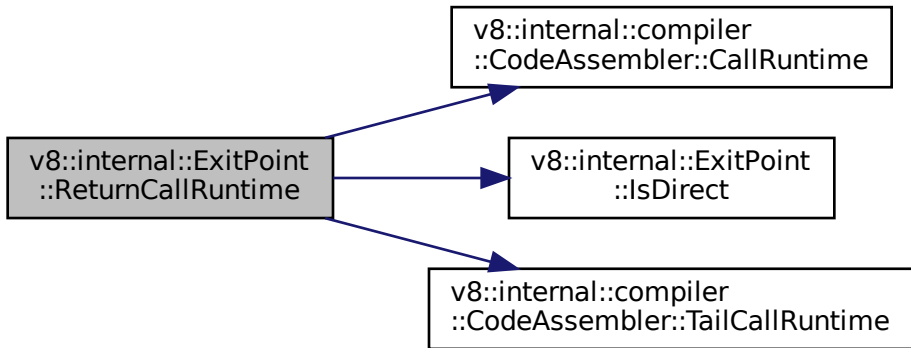 v8::internal::ExitPoint
::ReturnCallRuntime
v8::internal::compiler
::CodeAssembler::CallRuntime
v8::internal::ExitPoint
::IsDirect
v8::internal::compiler
::CodeAssembler::TailCallRuntime